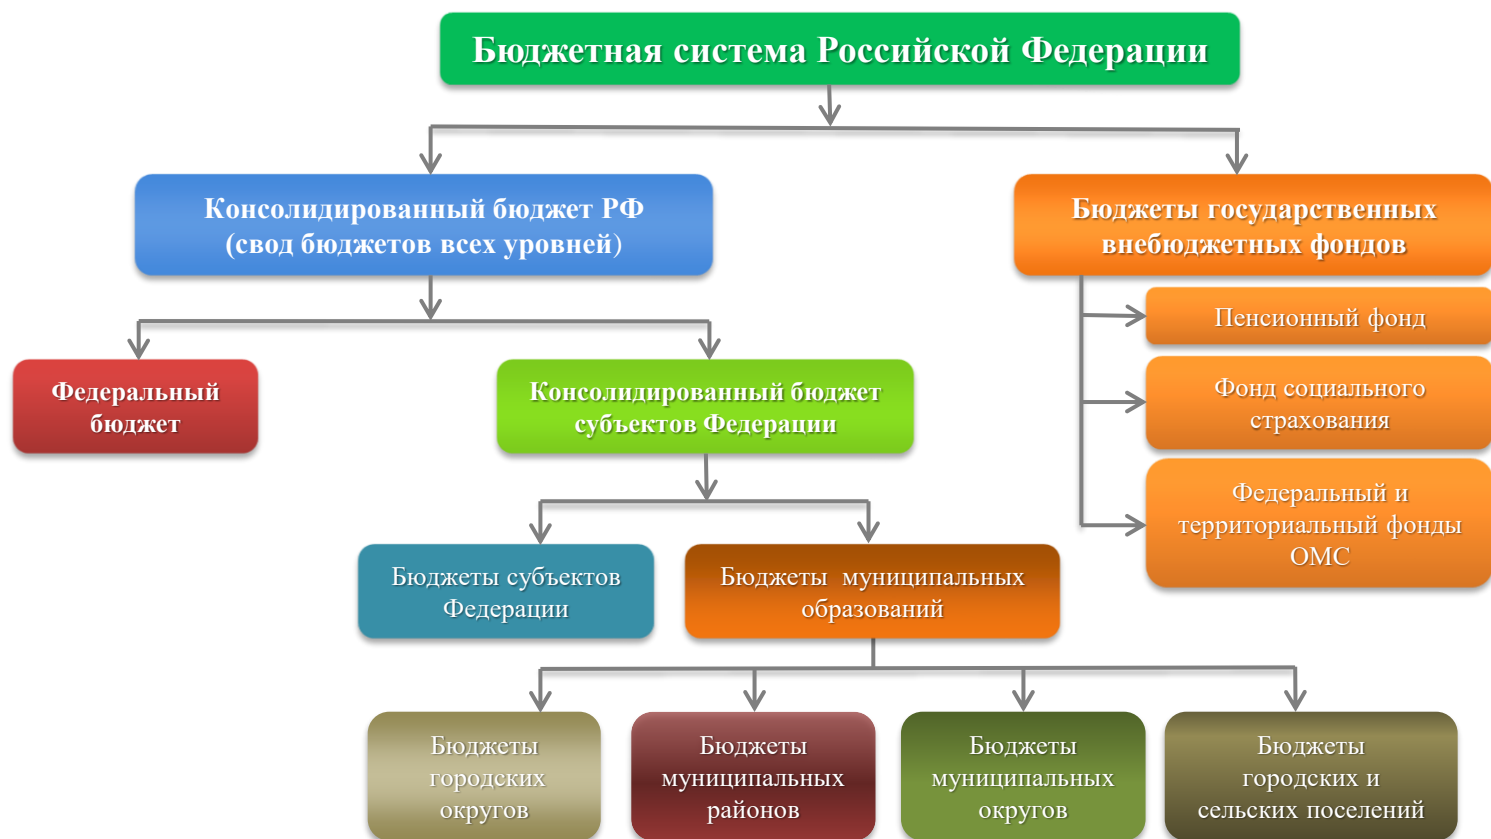 Бюджетная система Российской Федерации
Консолидированный бюджет РФ
(свод бюджетов всех уровней)
Бюджеты государственных
внебюджетных фондов
Пенсионный фонд
Фонд социального
страхования
Федеральный и
территориальный фонды
ОМС
Федеральный
бюджет
Консолидированный бюджет
субъектов Федерации
Бюджеты субъектов
Федерации
Бюджеты муниципальных
образований
Бюджеты
городских
округов
Бюджеты
муниципальных
районов
Бюджеты
муниципальных
округов
Бюджеты
городских и
сельских поселений